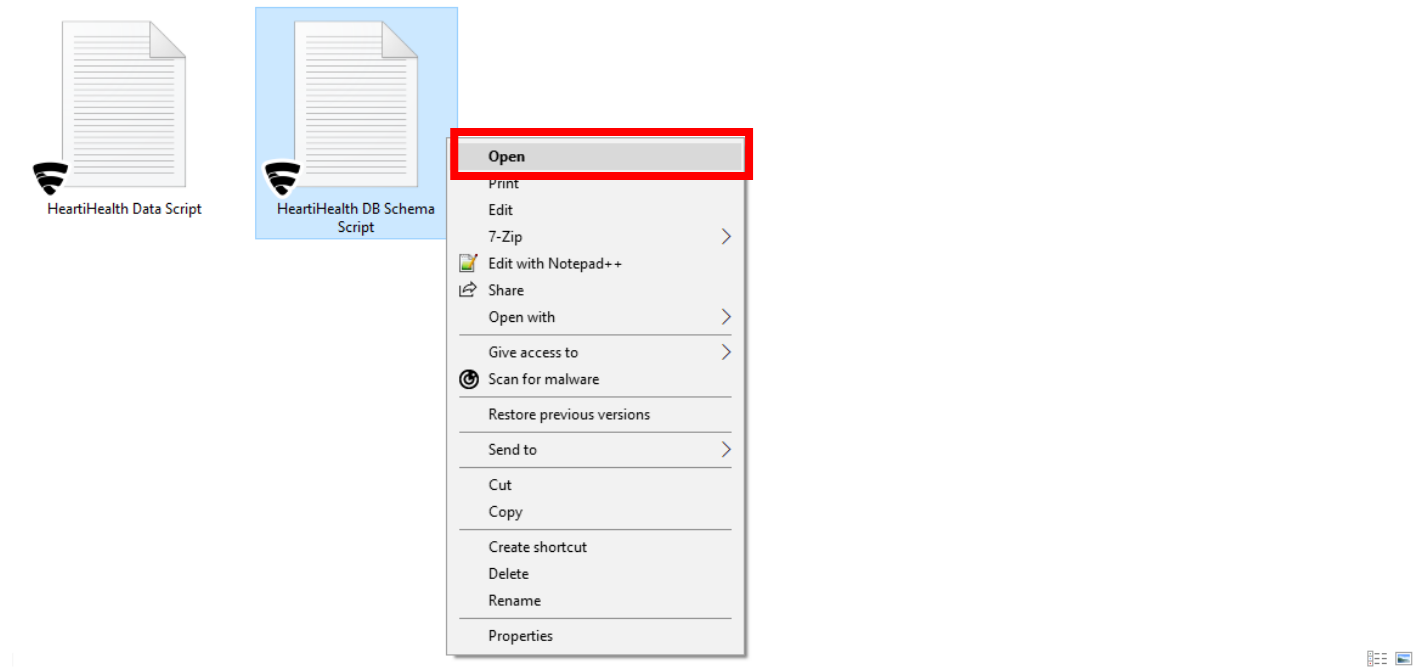 HeartiHealth Data Script
HeartiHealth DB Schema
Script
Open
Print
Edit
7-Zip
Edit with Notepad++
Share
Open with
Give access to
Scan for malware
Restore previous versions
Send to
Cut
Copy
Create shortcut
Delete
Rename
Properties